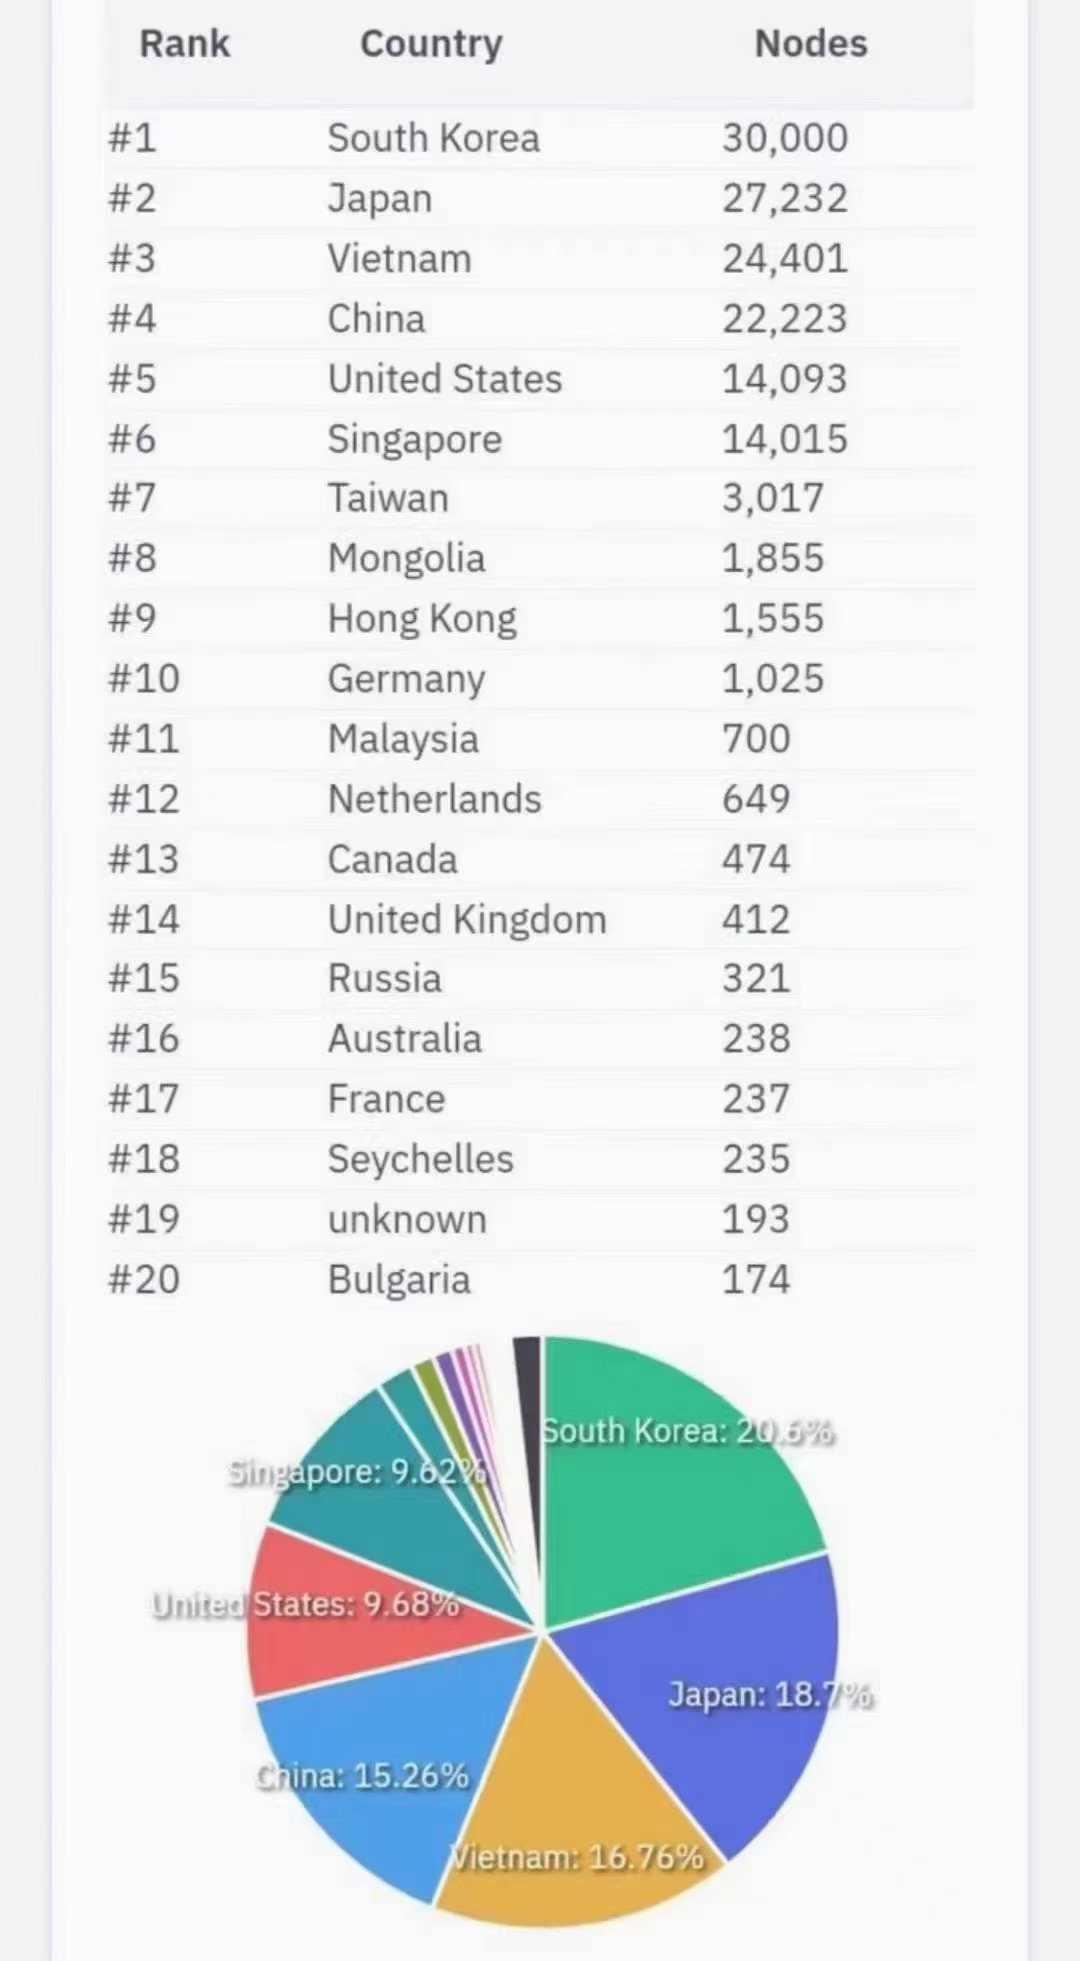 Rank Country Nodes
#1 South Korea 30,000
#2 Japan 27,232
#3 Vietnam 24,401
#4 China 22,223
#5 United States 14,093
#6 Singapore 14,015
#7 Taiwan 3,017
#8 Mongolia 1,855
#9 Hong Kong 1,555
#10 Germany 1,025
#11 Malaysia 700
#12 Netherlands 649
#13 Canada 474
#14 United Kingdom 412
#15 Russia 321
#16 Australia 238
#17 France 237
#18 Seychelles 235
#19 unknown 193
#20 Bulgaria 174
South Korea: 20.6%
Singapore: 9.62%
United States: 9.68%
Japan: 18.7%
China: 15.26%
Vietnam: 16.76%